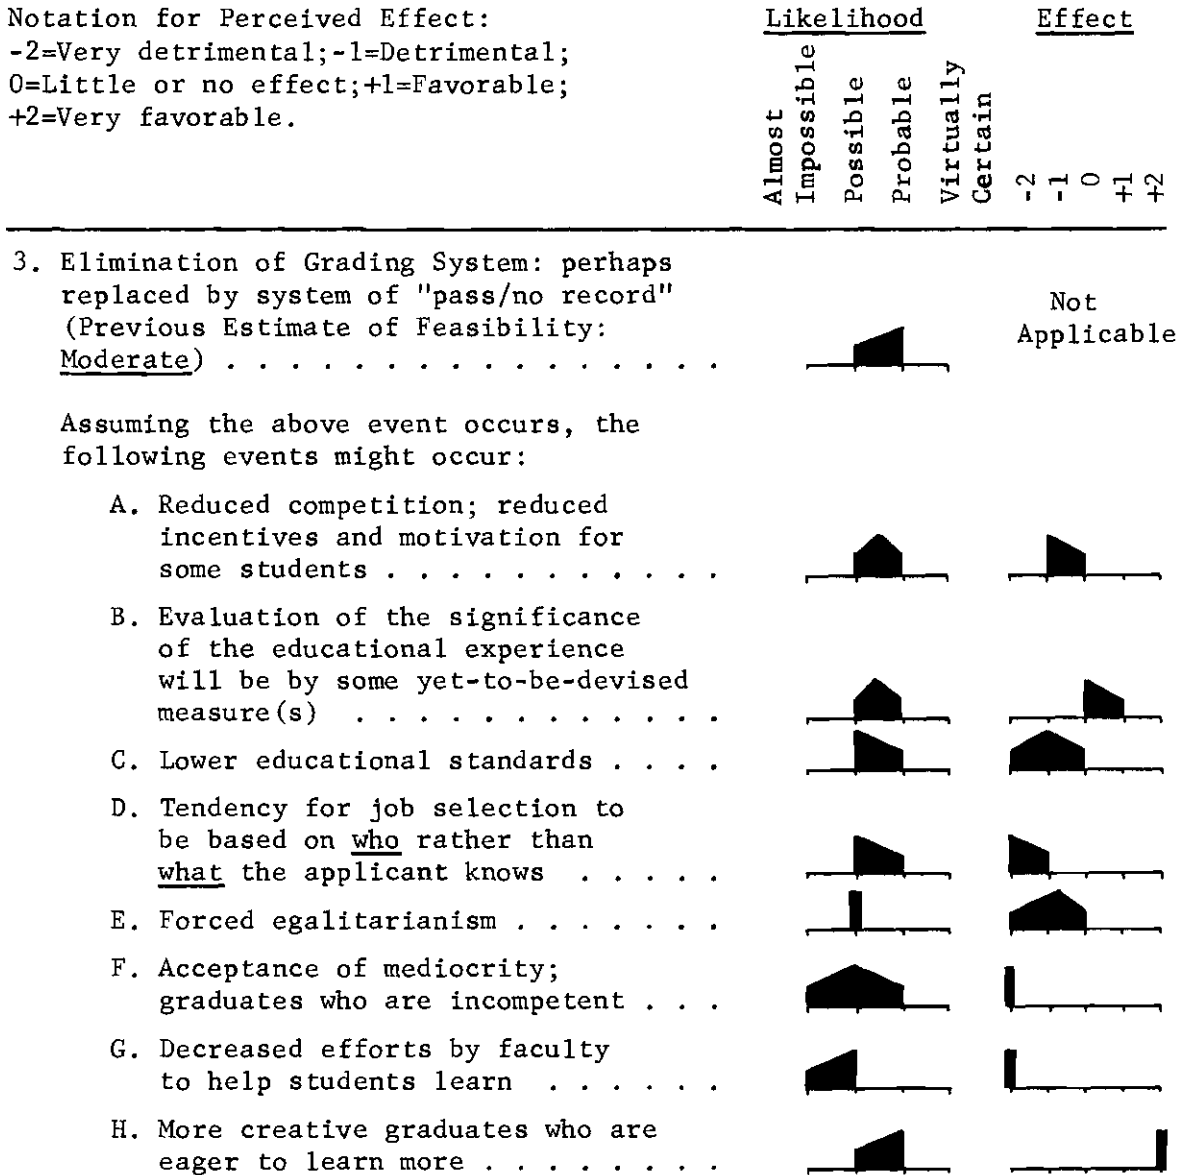 Notation for Perceived Effect:
-2=Very detrimental;-1=Detrimental;
0=Little or no effect;+1=Favorable;
+2=Very favorable.
Likelihood
Effect
Almost
Impossible
Possible
Probable
Virtually
Certain
-2
-1
0
+1
+2
3. Elimination of Grading System: perhaps
replaced by system of "pass/no record"
(Previous Estimate of Feasibility:
Moderate) . . . . . . . . . . . . . . . .
Not
Applicable
Assuming the above event occurs, the
following events might occur:
A. Reduced competition; reduced
incentives and motivation for
some students . . . . . . . . . . .
B. Evaluation of the significance
of the educational experience
will be by some yet-to-be-devised
measure(s) . . . . . . . . . . . .
C. Lower educational standards . . . .
D. Tendency for job selection to
be based on who rather than
what the applicant knows . . . . .
E. Forced egalitarianism . . . . . . .
F. Acceptance of mediocrity;
graduates who are incompetent . . .
G. Decreased efforts by faculty
to help students learn . . . . . .
H. More creative graduates who are
eager to learn more . . . . . . . .